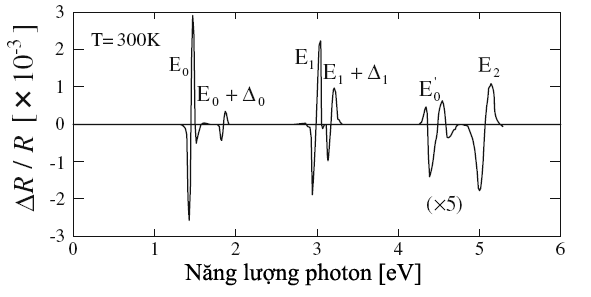 ΔR / R [×10⁻³]
3
2
1
0
-1
-2
-3
T=300K
E₀
E₀ + Δ₀
E₁
E₁ + Δ₁
E₀'
E₂
(×5)
0 1 2 3 4 5 6
Năng lượng photon [eV]